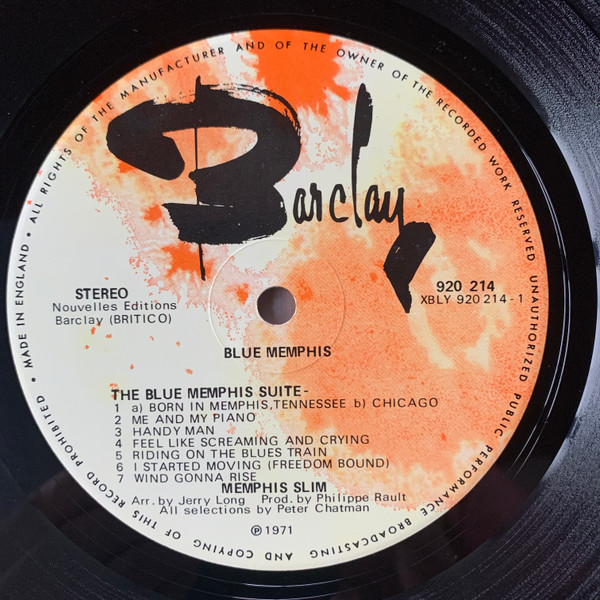 ALL RIGHTS OF THE MANUFACTURER AND OF THE OWNER OF THE RECORDED WORK RESERVED UNAUTHORIZED PUBLIC PERFORMANCE BROADCASTING AND COPYING OF THIS RECORD PROHIBITED • MADE IN ENGLAND •
Barclay
STEREO
Nouvelles Editions
Barclay (BRITICO)
920 214
XBLY 920 214-1
BLUE MEMPHIS
THE BLUE MEMPHIS SUITE-
1 a) BORN IN MEMPHIS, TENNESSEE b) CHICAGO
2 ME AND MY PIANO
3 HANDY MAN
4 FEEL LIKE SCREAMING AND CRYING
5 RIDING ON THE BLUES TRAIN
6 I STARTED MOVING (FREEDOM BOUND)
7 WIND GONNA RISE
MEMPHIS SLIM
Arr. by Jerry Long Prod. by Philippe Rault
All selections by Peter Chatman
℗ 1971